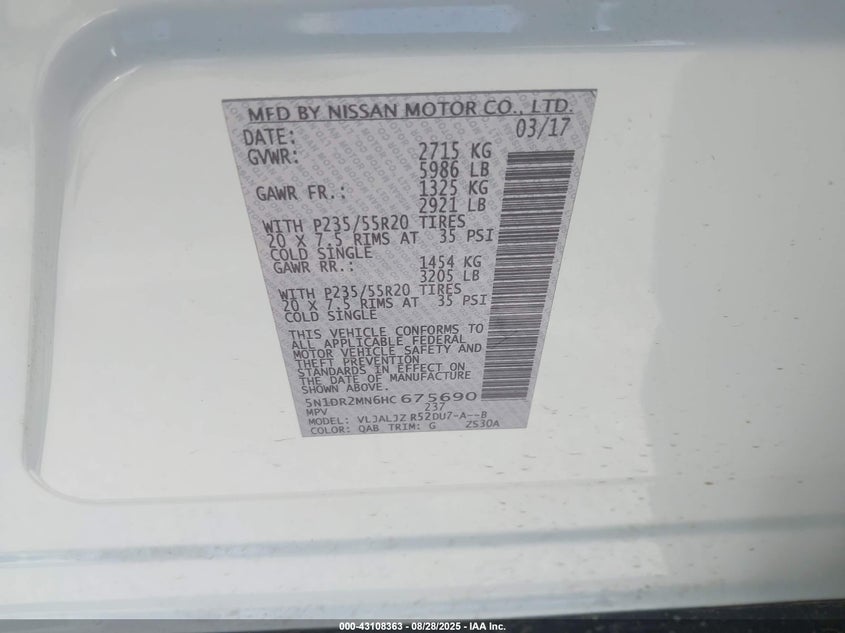 MFD BY NISSAN MOTOR CO., LTD.
DATE: 03/17
GVWR: 2715 KG
5986 LB
GAWR FR.: 1325 KG
2921 LB
WITH P235/55R20 TIRES
20 X 7.5 RIMS AT 35 PSI
COLD SINGLE
GAWR RR.: 1454 KG
3205 LB
WITH P235/55R20 TIRES
20 X 7.5 RIMS AT 35 PSI
COLD SINGLE
THIS VEHICLE CONFORMS TO
ALL APPLICABLE FEDERAL
MOTOR VEHICLE SAFETY AND
THEFT PREVENTION
STANDARDS IN EFFECT ON
THE DATE OF MANUFACTURE
SHOWN ABOVE.
5N1DR2MN6HC 675690
MPV 237
MODEL: VLJALJZ R52DU7-A--B
COLOR: QAB TRIM: G ZS30A
000-43108363 - 08/28/2025 - IAA Inc.